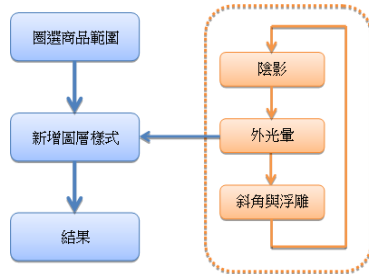 圈選商品範圍
新增圖層樣式
結果
陰影
外光暈
斜角與浮雕